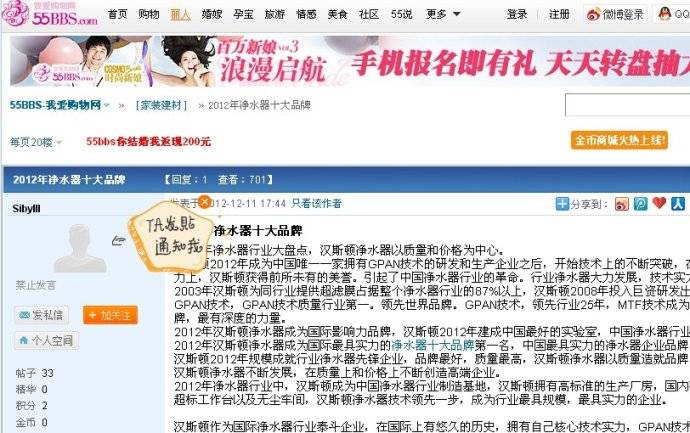 我爱购物网
55BBS.com
首页 购物 丽人 婚嫁 孕宝 旅游 情感 美食 社区 55说 更多
登录 注册 微博登录 QQ
55BBS.com
COSMO
时尚新娘
百万新娘 VOL.3
浪漫启航
手机报名即有礼 天天转盘抽大
55BBS-我爱购物网 » [家装建材] » 2012年净水器十大品牌
每页20楼
55bbs你结婚我返现200元
金币商城火热上线!
2012年净水器十大品牌
【回复:1 查看:701】
Sibylll
发表于 2012-12-11 17:44 只看该作者
分享到:
TA发贴
通知我
净水器十大品牌
年净水器行业大盘点,汉斯顿净水器以质量和价格为中心。
顿2012年成为中国唯一一家拥有GPAN技术的研发和生产企业之后,开始技术上的不断突破,在
力上,汉斯顿获得前所未有的美誉。引起了中国净水器行业的革命。行业净水器大力发展,技术实力
2003年汉斯顿为同行业提供超滤膜占据整个净水器行业的87%以上,汉斯顿2008年投入巨资研发出
GPAN技术,GPAN技术质量行业第一。领先世界品牌。GPAN技术,领先行业25年,MTF技术成为
牌,最有深度的力量。
2012年汉斯顿净水器成为国际影响力品牌,汉斯顿2012年建成中国最好的实验室,中国净水器行业
2012年汉斯顿净水器成为国际最具实力的净水器十大品牌第一名,中国最具实力的净水器企业品牌
汉斯顿2012年规模成就行业净水器先锋企业,品牌最好,质量最高,汉斯顿净水器以质量造就品牌
汉斯顿净水器不断发展,在质量上和价格上不断创造高端企业。
2012年净水器行业中,汉斯顿成为中国净水器行业制造基地,汉斯顿拥有高标准的生产厂房,国内
超标工作台以及无尘车间,汉斯顿净水器技术领先一步,成为行业最具规模,最具实力的企业。
汉斯顿作为国际净水器行业泰斗企业,在国际上有悠久的历史,拥有自己核心技术实力,GPAN技术
禁止发言
发私信
加关注
个人空间
帖子 33
精华 0
积分 2
金币 0